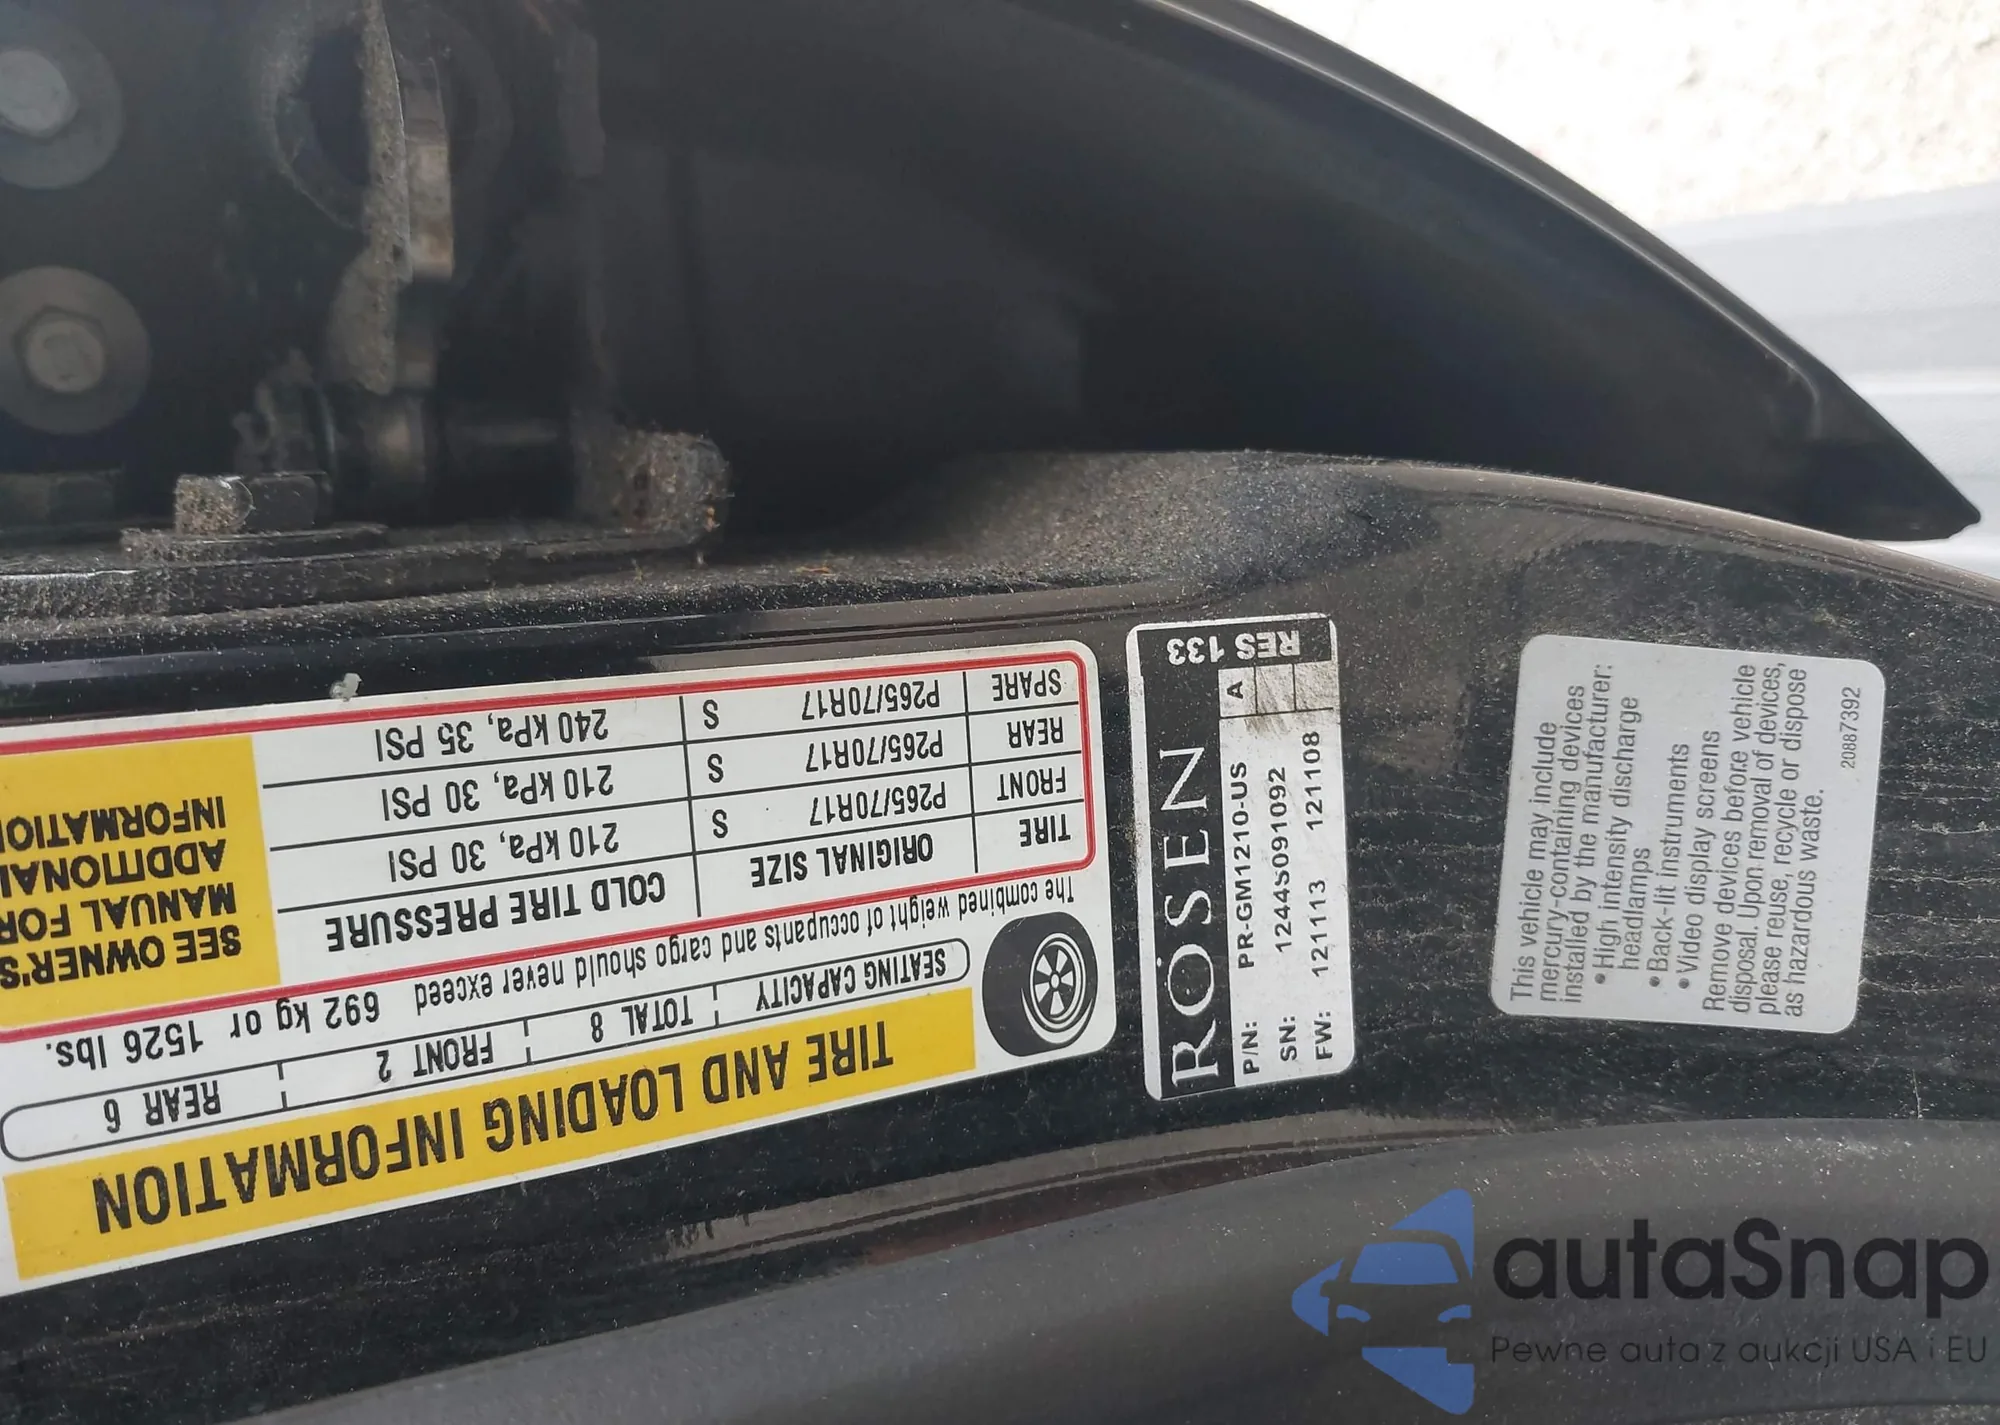 TIRE AND LOADING INFORMATION
SEATING CAPACITY TOTAL 8 FRONT 2 REAR 6
The combined weight of occupants and cargo should never exceed 692 kg or 1526 lbs.
TIRE ORIGINAL SIZE COLD TIRE PRESSURE
FRONT P265/70R17 S 210 kPa, 30 PSI
REAR P265/70R17 S 210 kPa, 30 PSI
SPARE P265/70R17 S 240 kPa, 35 PSI
SEE OWNER'S
MANUAL FOR
ADDITIONAL
INFORMATION
RES 133
ROSEN
A
P/N: PR-GM1210-US
SN: 1244S091092
FW: 121113 121108
This vehicle may include
mercury-containing devices
installed by the manufacturer:
• High intensity discharge
headlamps
• Back-lit instruments
• Video display screens
Remove devices before vehicle
disposal. Upon removal of devices,
please reuse, recycle or dispose
as hazardous waste.
20887392
autaSnap
Pewne auta z aukcji USA i EU